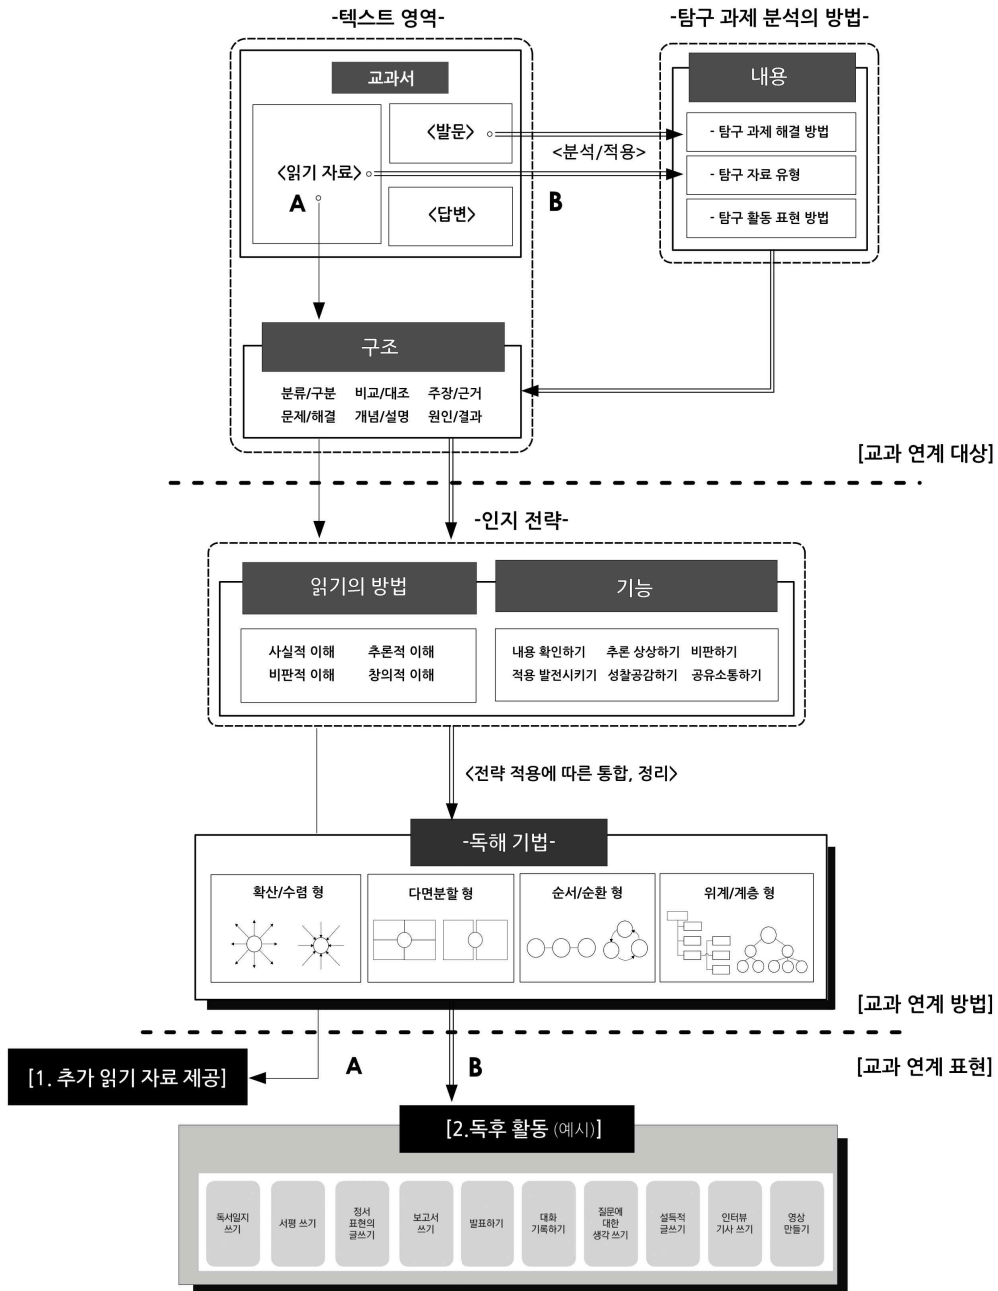 -텍스트 영역-
-탐구 과제 분석의 방법-
교과서
<발문>
<읽기 자료>
A
<답변>
<분석/적용>
B
내용
- 탐구 과제 해결 방법
- 탐구 자료 유형
- 탐구 활동 표현 방법
구조
분류/구분 비교/대조 주장/근거
문제/해결 개념/설명 원인/결과
[교과 연계 대상]
-인지 전략-
읽기의 방법
사실적 이해 추론적 이해
비판적 이해 창의적 이해
기능
내용 확인하기 추론 상상하기 비판하기
적용 발전시키기 성찰공감하기 공유소통하기
<전략 적용에 따른 통합, 정리>
-독해 기법-
확산/수렴 형
다면분할 형
순서/순환 형
위계/계층 형
[교과 연계 방법]
[교과 연계 표현]
A
B
[1. 추가 읽기 자료 제공]
[2.독후 활동 (예시)]
독서일지
쓰기
서평 쓰기
정서
표현의
글쓰기
보고서
쓰기
발표하기
대화
기록하기
질문에
대한
생각 쓰기
설득적
글쓰기
인터뷰
기사 쓰기
영상
만들기